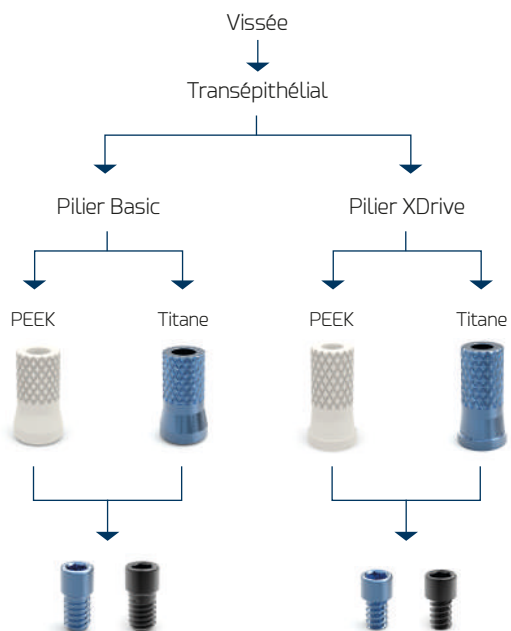 Vissée
Transépithélial
Pilier Basic
Pilier XDrive
PEEK
Titane
PEEK
Titane